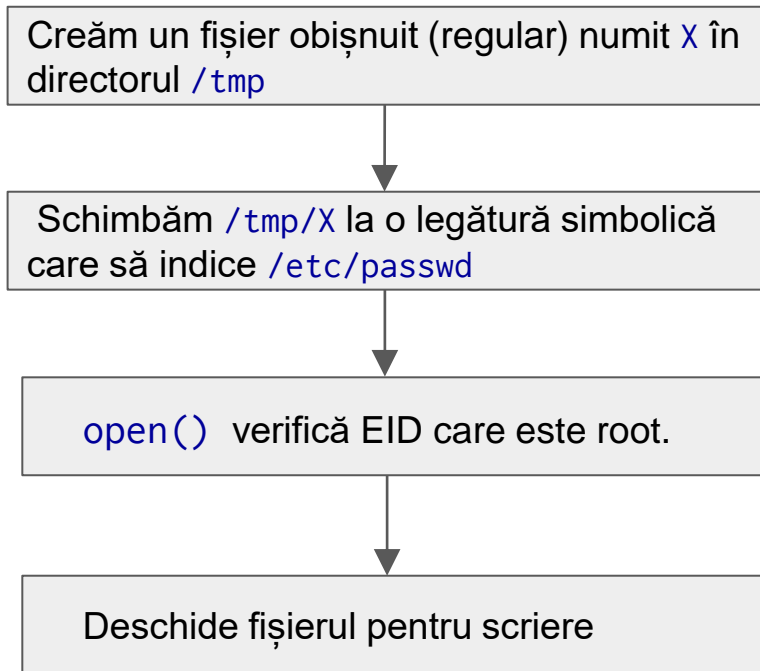 Creăm un fișier obișnuit (regular) numit X în
directorul /tmp
Schimbăm /tmp/X la o legătură simbolică
care să indice /etc/passwd
open() verifică EID care este root.
Deschide fișierul pentru scriere